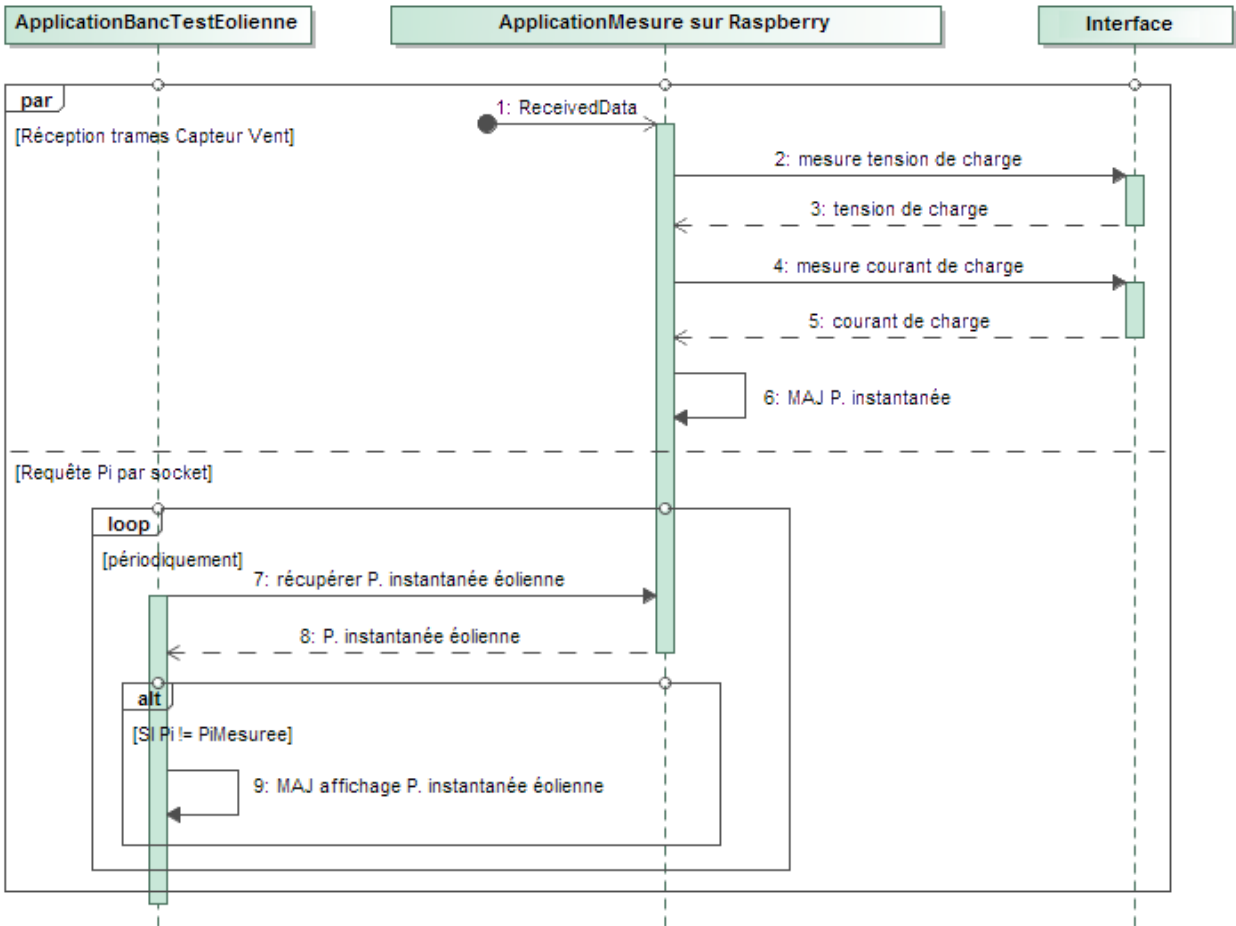 ApplicationBancTestEolienne
ApplicationMesure sur Raspberry
Interface
par
[Réception trames Capteur Vent]
1: ReceivedData
2: mesure tension de charge
3: tension de charge
4: mesure courant de charge
5: courant de charge
6: MAJ P. instantanée
[Requête Pi par socket]
loop
[périodiquement]
7: récupérer P. instantanée éolienne
8: P. instantanée éolienne
alt
[SI Pi != PiMesuree]
9: MAJ affichage P. instantanée éolienne